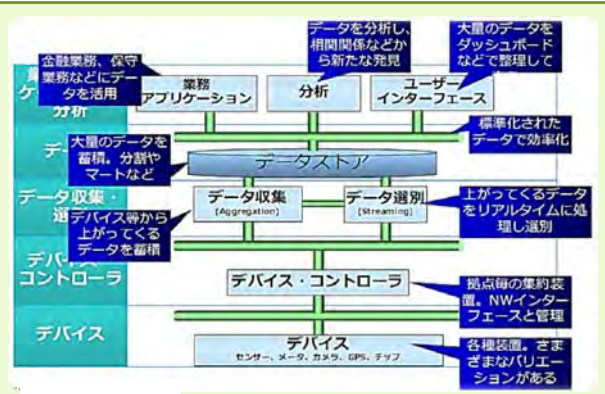 データを分析し、
相関関係などか
ら新たな発見
大量のデータを
ダッシュボード
などで整理して
金融業務、保守
業務などにデー
タを活用
業務
アプリケーション
分析
ユーザー
インターフェース
分析
標準化された
データで効率化
大量のデータを
蓄積。分割や
マートなど
データストア
データ収集・
データ収集
(Aggregation)
データ選別
(Streaming)
上がってくるデータ
をリアルタイムに処
理し選別
デバイス等から
上がってくる
データを蓄積
デバイス
コントローラ
デバイス・コントローラ
拠点毎の集約装
置。NWインター
フェースと管理
デバイス
デバイス
センサー、メータ、カメラ、GPS、チップ
各種装置。さま
ざまなバリエー
ションがある